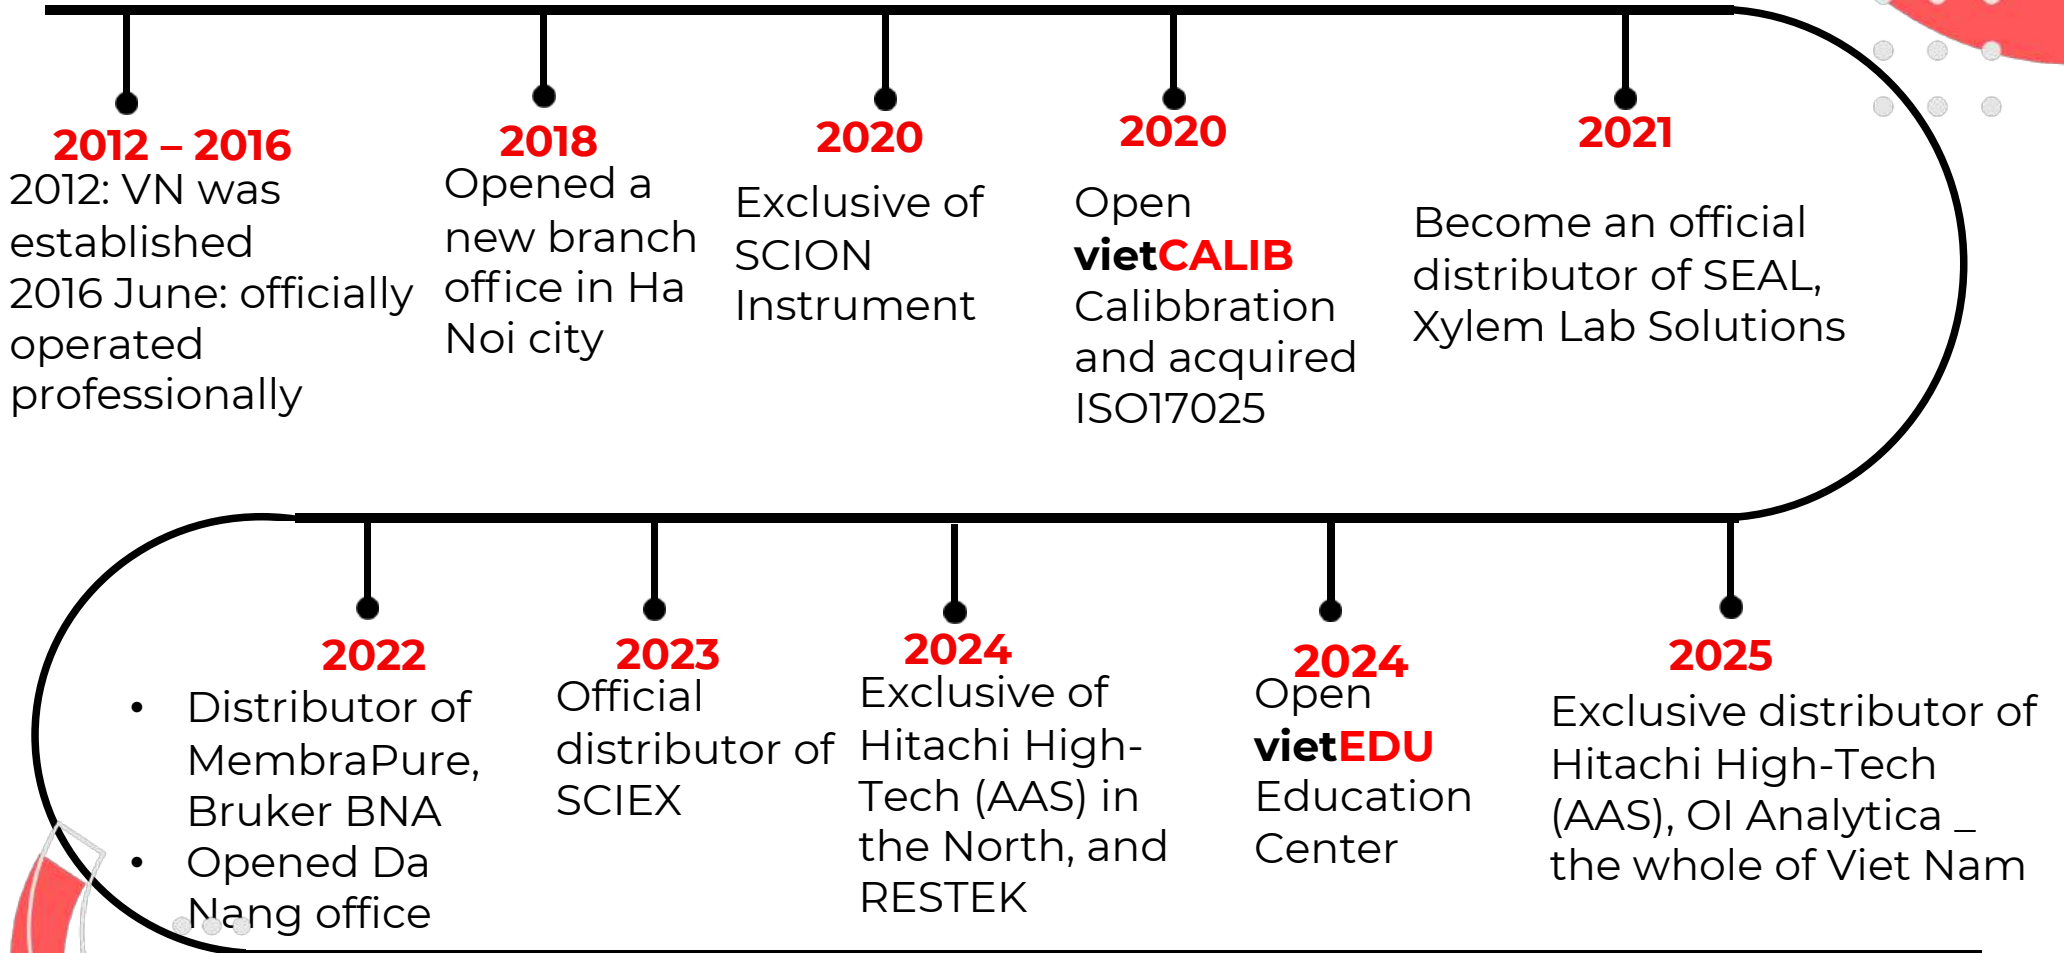 2012 – 2016
2012: VN was
established
2016 June: officially
operated
professionally
2018
Opened a
new branch
office in Ha
Noi city
2020
Exclusive of
SCION
Instrument
2020
Open
vietCALIB
Calibbration
and acquired
ISO17025
2021
Become an official
distributor of SEAL,
Xylem Lab Solutions
2022
• Distributor of
MembraPure,
Bruker BNA
• Opened Da
Nang office
2023
Official
distributor of
SCIEX
2024
Exclusive of
Hitachi High-
Tech (AAS) in
the North, and
RESTEK
2024
Open
vietEDU
Education
Center
2025
Exclusive distributor of
Hitachi High-Tech
(AAS), OI Analytica _
the whole of Viet Nam